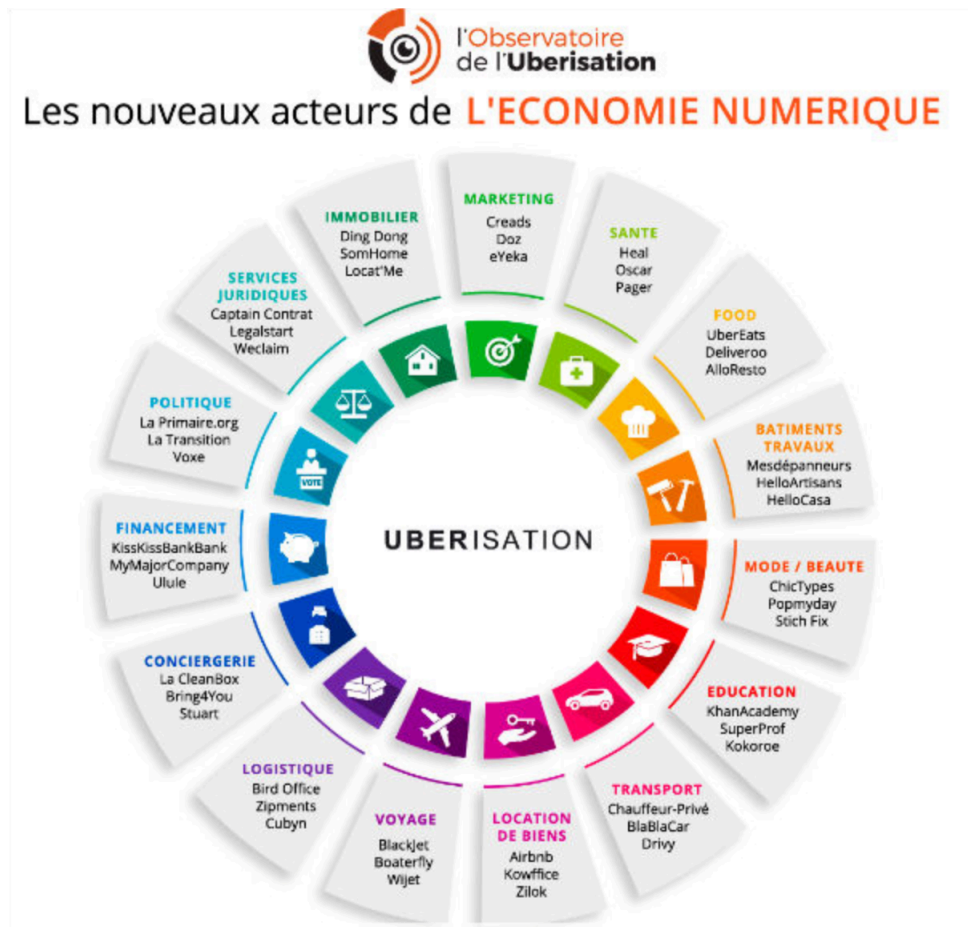 l'Observatoire
de l'Uberisation
Les nouveaux acteurs de L'ECONOMIE NUMERIQUE
MARKETING
Creads
Doz
eYeka
SANTE
Heal
Oscar
Pager
FOOD
UberEats
Deliveroo
AlloResto
BATIMENTS
TRAVAUX
Mesdépanneurs
HelloArtisans
HelloCasa
MODE / BEAUTE
ChicTypes
Popmyday
Stich Fix
EDUCATION
KhanAcademy
SuperProf
Kokoroe
TRANSPORT
Chauffeur-Privé
BlaBlaCar
Drivy
LOCATION
DE BIENS
Airbnb
Kowffice
Zilok
VOYAGE
BlackJet
Boaterfly
Wijet
LOGISTIQUE
Bird Office
Zipments
Cubyn
CONCIERGERIE
La CleanBox
Bring4You
Stuart
FINANCEMENT
KissKissBankBank
MyMajorCompany
Ulule
POLITIQUE
La Primaire.org
La Transition
Voxe
SERVICES
JURIDIQUES
Captain Contrat
Legalstart
Weclaim
IMMOBILIER
Ding Dong
SomHome
Locat'Me
VOTE
UBERISATION